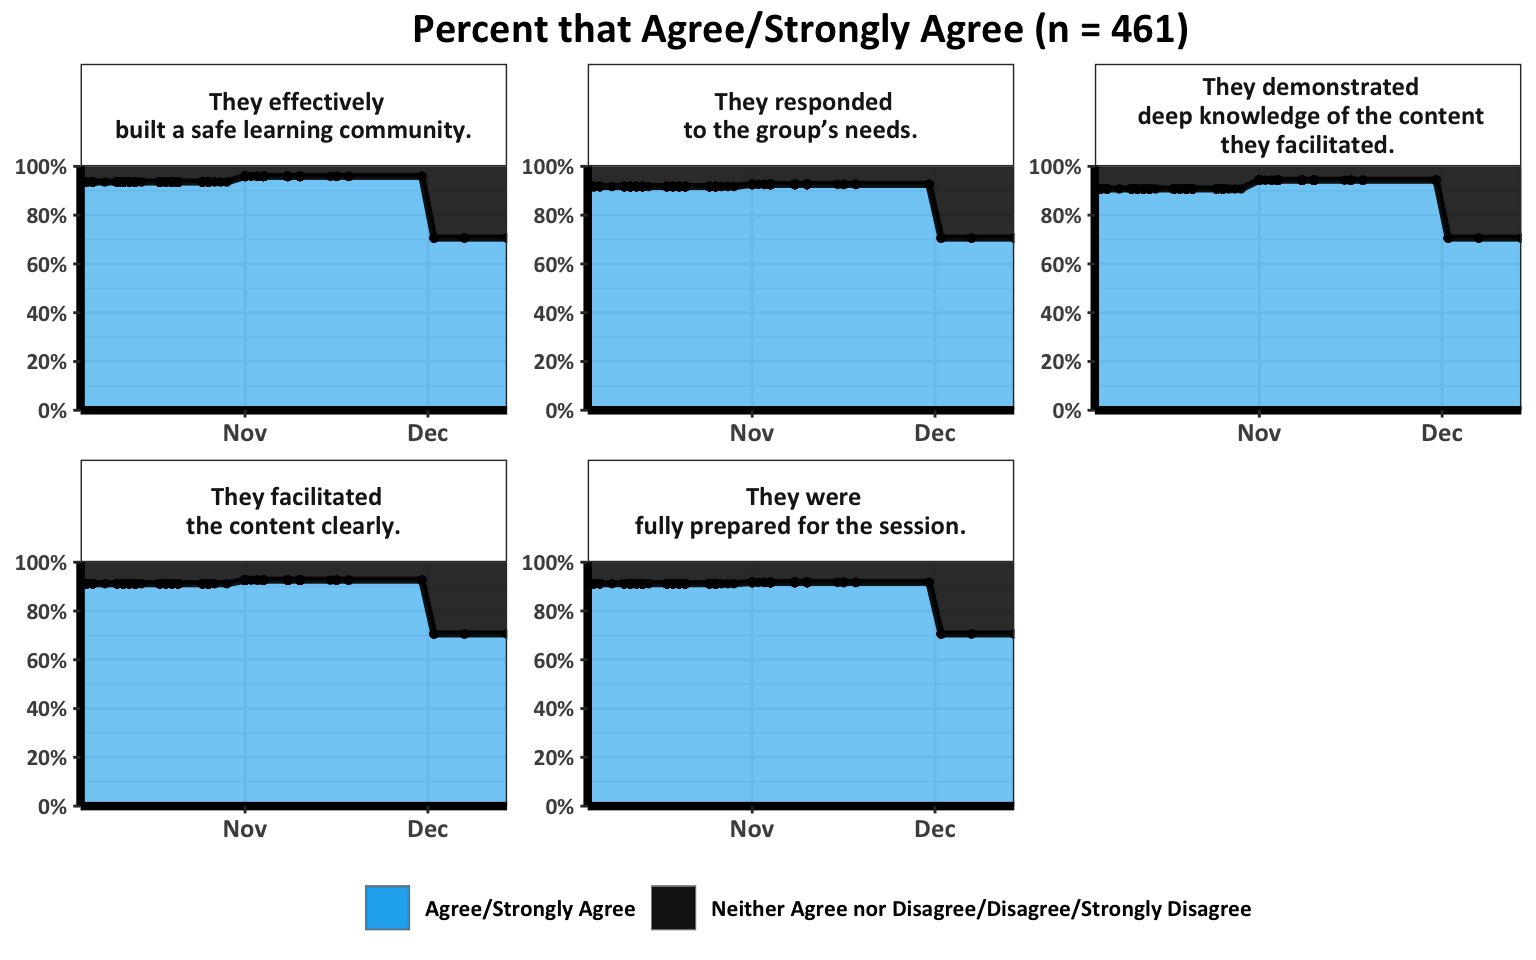 Percent that Agree/Strongly Agree (n = 461)
They effectively
built a safe learning community.
They responded
to the group’s needs.
They demonstrated
deep knowledge of the content
they facilitated.
100%
80%
60%
40%
20%
0%
Nov
Dec
100%
80%
60%
40%
20%
0%
Nov
Dec
100%
80%
60%
40%
20%
0%
Nov
Dec
They facilitated
the content clearly.
They were
fully prepared for the session.
100%
80%
60%
40%
20%
0%
Nov
Dec
100%
80%
60%
40%
20%
0%
Nov
Dec
Agree/Strongly Agree
Neither Agree nor Disagree/Disagree/Strongly Disagree